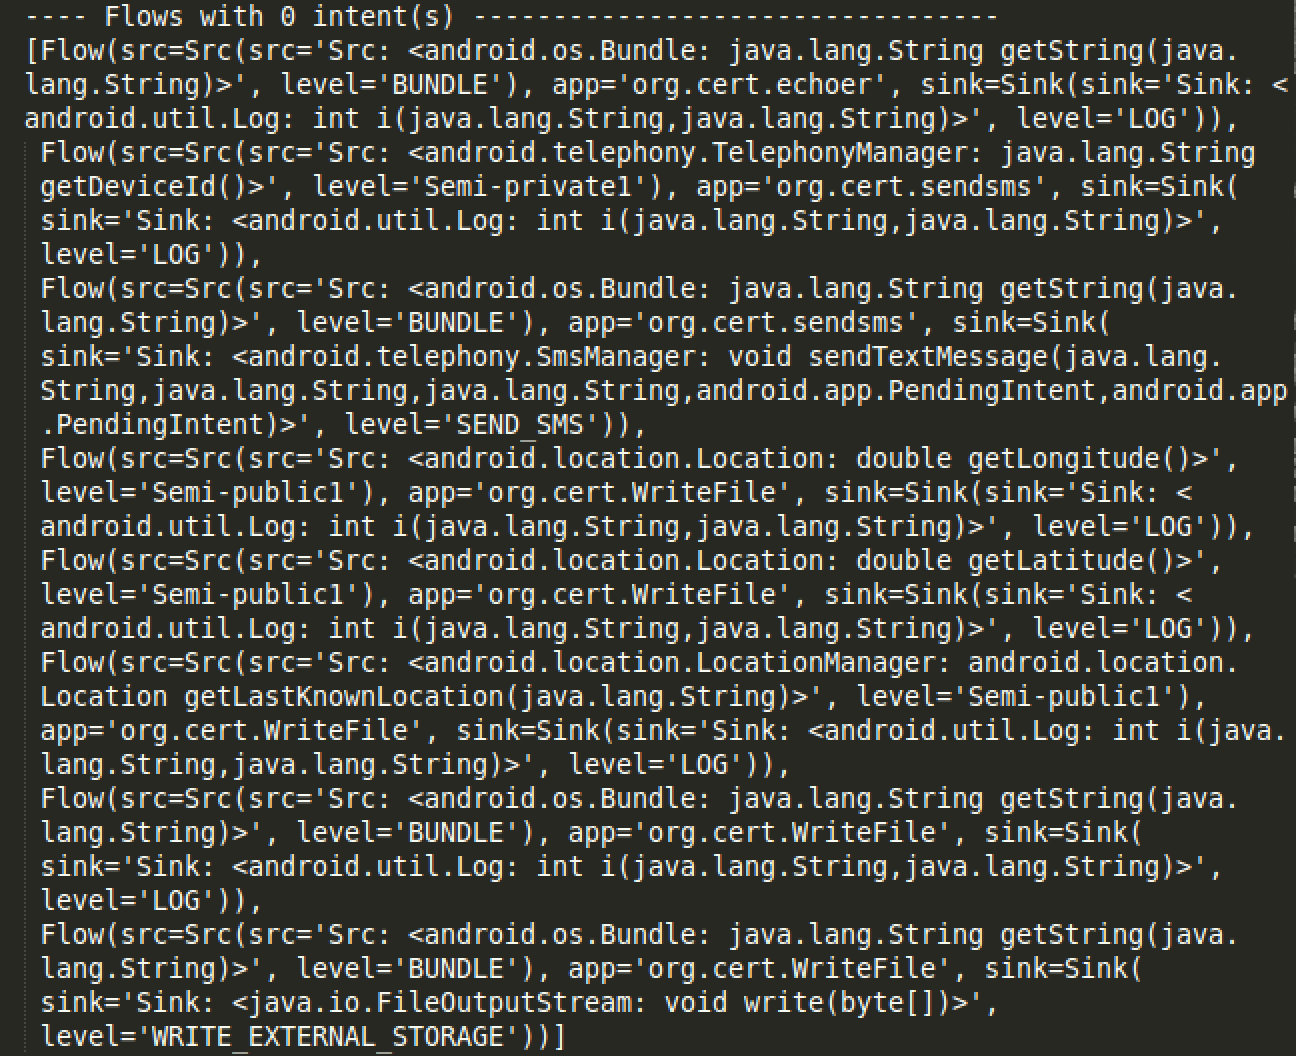 ---- Flows with 0 intent(s) ---------------------------------
[Flow(src=Src(src='Src: <android.os.Bundle: java.lang.String getString(java.
lang.String)>', level='BUNDLE'), app='org.cert.echoer', sink=Sink(sink='Sink: <
android.util.Log: int i(java.lang.String,java.lang.String)>', level='LOG')),
Flow(src=Src(src='Src: <android.telephony.TelephonyManager: java.lang.String
getDeviceId()>', level='Semi-private1'), app='org.cert.sendsms', sink=Sink(
sink='Sink: <android.util.Log: int i(java.lang.String,java.lang.String)>',
level='LOG')),
Flow(src=Src(src='Src: <android.os.Bundle: java.lang.String getString(java.
lang.String)>', level='BUNDLE'), app='org.cert.sendsms', sink=Sink(
sink='Sink: <android.telephony.SmsManager: void sendTextMessage(java.lang.
String,java.lang.String,java.lang.String,android.app.PendingIntent,android.app
.PendingIntent)>', level='SEND_SMS')),
Flow(src=Src(src='Src: <android.location.Location: double getLongitude()>',
level='Semi-public1'), app='org.cert.WriteFile', sink=Sink(sink='Sink: <
android.util.Log: int i(java.lang.String,java.lang.String)>', level='LOG')),
Flow(src=Src(src='Src: <android.location.Location: double getLatitude()>',
level='Semi-public1'), app='org.cert.WriteFile', sink=Sink(sink='Sink: <
android.util.Log: int i(java.lang.String,java.lang.String)>', level='LOG')),
Flow(src=Src(src='Src: <android.location.LocationManager: android.location.
Location getLastKnownLocation(java.lang.String)>', level='Semi-public1'),
app='org.cert.WriteFile', sink=Sink(sink='Sink: <android.util.Log: int i(java.
lang.String,java.lang.String)>', level='LOG')),
Flow(src=Src(src='Src: <android.os.Bundle: java.lang.String getString(java.
lang.String)>', level='BUNDLE'), app='org.cert.WriteFile', sink=Sink(
sink='Sink: <android.util.Log: int i(java.lang.String,java.lang.String)>',
level='LOG')),
Flow(src=Src(src='Src: <android.os.Bundle: java.lang.String getString(java.
lang.String)>', level='BUNDLE'), app='org.cert.WriteFile', sink=Sink(
sink='Sink: <java.io.FileOutputStream: void write(byte[])>',
level='WRITE_EXTERNAL_STORAGE'))]